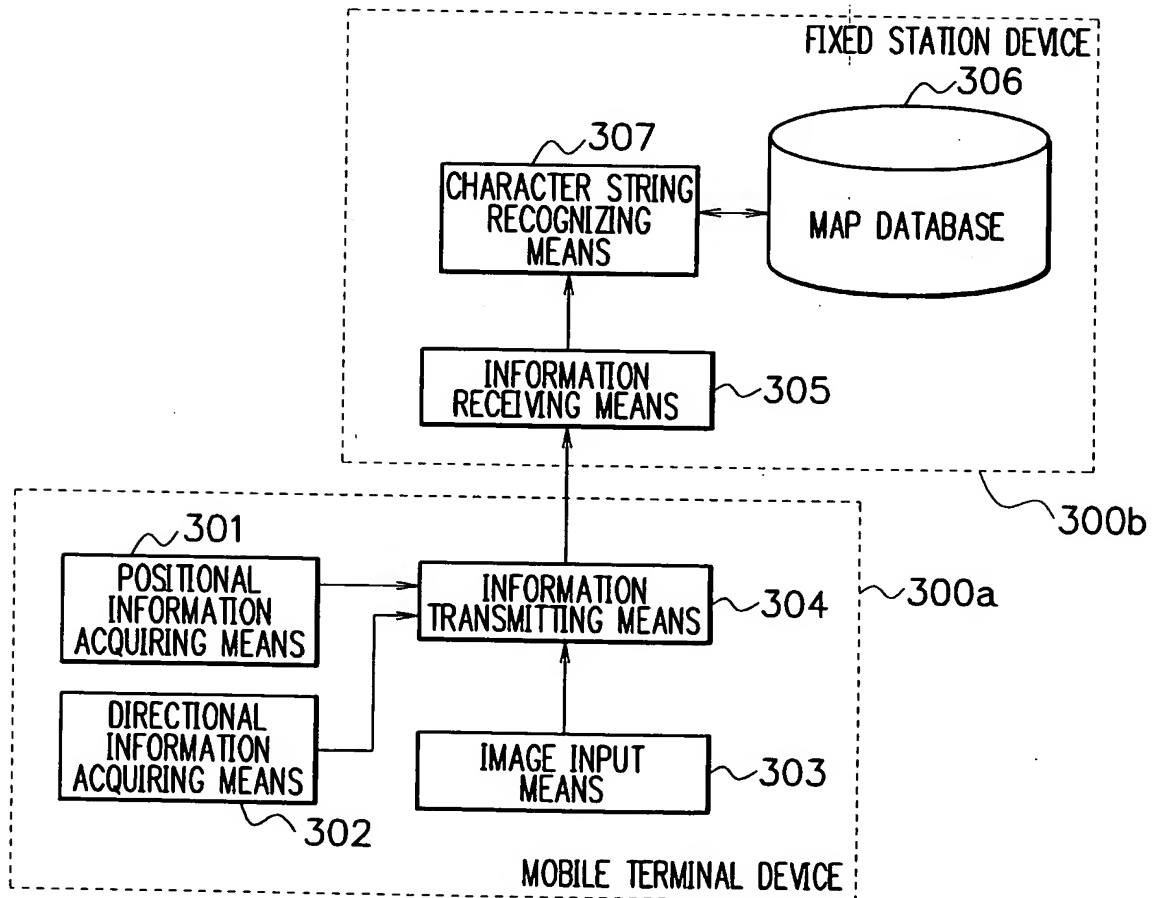 FIXED STATION DEVICE
306
307
CHARACTER STRING
RECOGNIZING
MEANS
MAP DATABASE
INFORMATION
RECEIVING MEANS
305
300b
301
POSITIONAL
INFORMATION
ACQUIRING MEANS
INFORMATION
TRANSMITTING MEANS
304
300a
DIRECTIONAL
INFORMATION
ACQUIRING MEANS
302
IMAGE INPUT
MEANS
303
MOBILE TERMINAL DEVICE